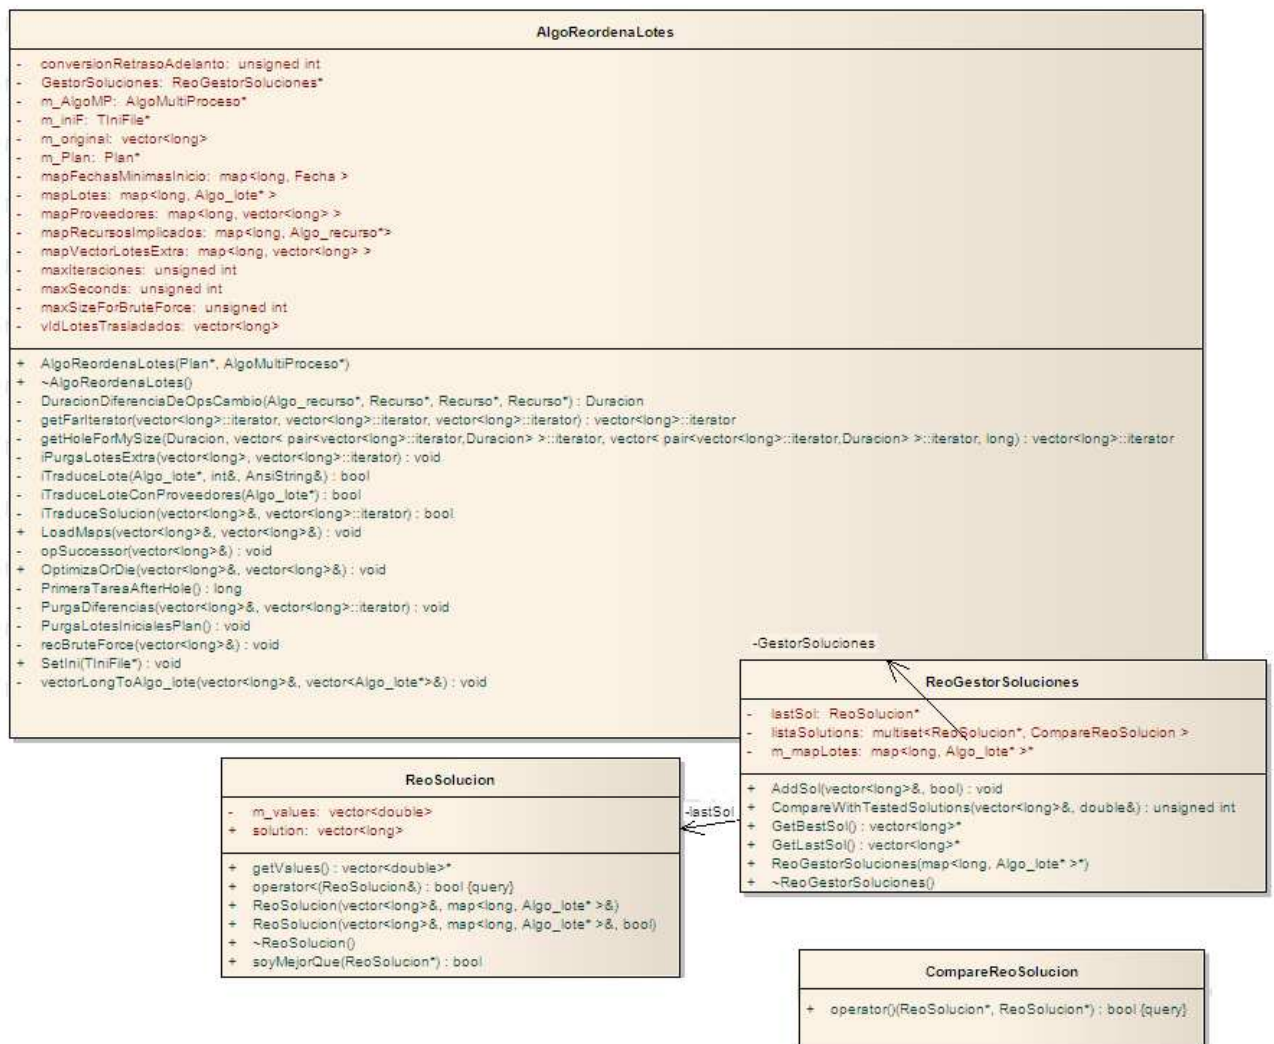 AlgoReordenaLotes
- conversionRetrasoAdelanto: unsigned int
- GestorSoluciones: ReoGestorSoluciones*
- m_AlgoMP: AlgoMultiProceso*
- m_iniF: TIniFile*
- m_original: vector<long>
- m_Plan: Plan*
- mapFechasMinimasInicio: map<long, Fecha >
- mapLotes: map<long, Algo_lote* >
- mapProveedores: map<long, vector<long> >
- mapRecursosImplicados: map<long, Algo_recurso*>
- mapVectorLotesExtra: map<long, vector<long> >
- maxIteraciones: unsigned int
- maxSeconds: unsigned int
- maxSizeForBruteForce: unsigned int
- vIdLotesTrasladados: vector<long>
+ AlgoReordenaLotes(Plan*, AlgoMultiProceso*)
+ ~AlgoReordenaLotes()
- DuracionDiferenciaDeOpsCambio(Algo_recurso*, Recurso*, Recurso*, Recurso*) : Duracion
- getFarIterator(vector<long>::iterator, vector<long>::iterator, vector<long>::iterator) : vector<long>::iterator
- getHoleForMySize(Duracion, vector< pair<vector<long>::iterator,Duracion> >::iterator, vector< pair<vector<long>::iterator,Duracion> >::iterator, long) : vector<long>::iterator
- iPurgaLotesExtra(vector<long>, vector<long>::iterator) : void
- iTraduceLote(Algo_lote*, int&, AnsiString&) : bool
- iTraduceLoteConProveedores(Algo_lote*) : bool
- iTraduceSolucion(vector<long>&, vector<long>::iterator) : bool
+ LoadMaps(vector<long>&, vector<long>&) : void
- opSuccessor(vector<long>&) : void
+ OptimizaOrDie(vector<long>&, vector<long>&) : void
- PrimeraTareaAfterHole() : long
- PurgaDiferencias(vector<long>&, vector<long>::iterator) : void
- PurgaLotesInicialesPlan() : void
- recBruteForce(vector<long>&) : void
+ SetIni(TIniFile*) : void
- vectorLongToAlgo_lote(vector<long>&, vector<Algo_lote*>&) : void
-GestorSoluciones
ReoGestorSoluciones
- lastSol: ReoSolucion*
- listaSolutions: multiset<ReoSolucion*, CompareReoSolucion >
- m_mapLotes: map<long, Algo_lote* >*
+ AddSol(vector<long>&, bool) : void
+ CompareWithTestedSolutions(vector<long>&, double&) : unsigned int
+ GetBestSol() : vector<long>*
+ GetLastSol() : vector<long>*
+ ReoGestorSoluciones(map<long, Algo_lote* >*)
+ ~ReoGestorSoluciones()
-lastSol
ReoSolucion
- m_values: vector<double>
+ solution: vector<long>
+ getValues() : vector<double>*
+ operator<(ReoSolucion&) : bool {query}
+ ReoSolucion(vector<long>&, map<long, Algo_lote* >&)
+ ReoSolucion(vector<long>&, map<long, Algo_lote* >&, bool)
+ ~ReoSolucion()
+ soyMejorQue(ReoSolucion*) : bool
CompareReoSolucion
+ operator()(ReoSolucion*, ReoSolucion*) : bool {query}